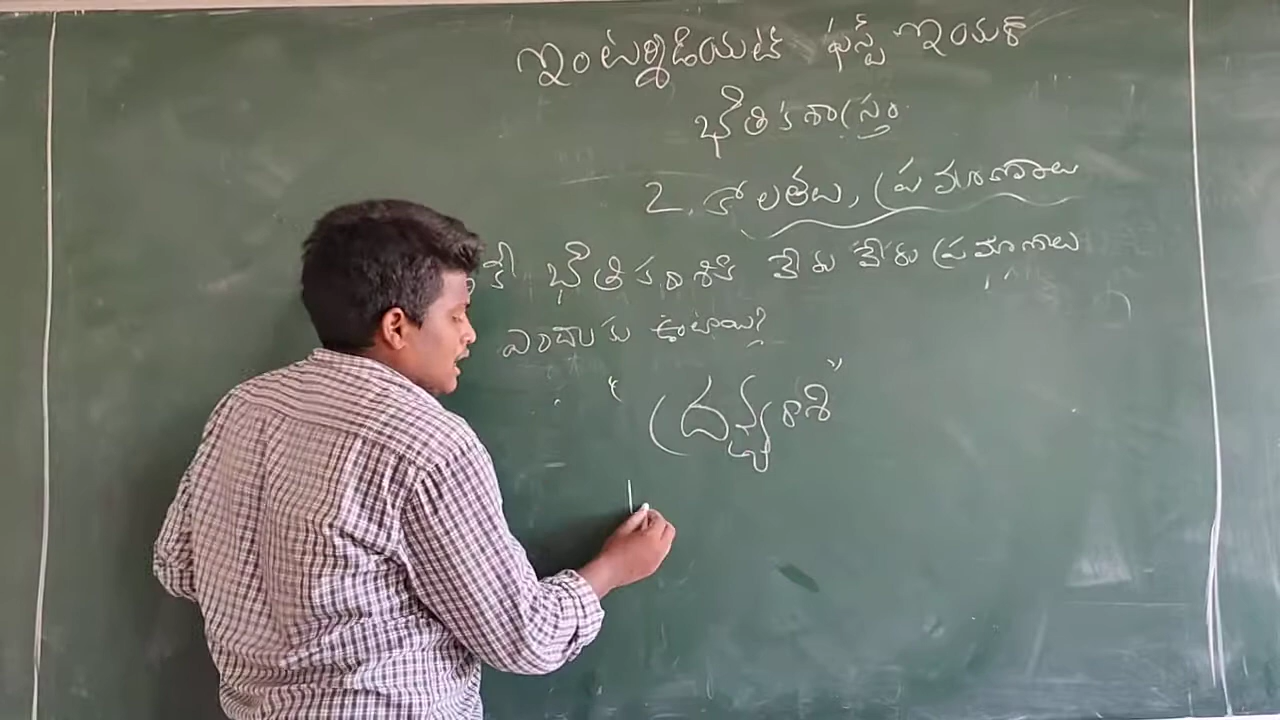 ఇంటర్మీడియట్ ఫస్ట్ ఇయర్
భౌతికశాస్త్రం
2. కొలతలు, ప్రమాణాలు
కి భౌతికరాశికి వేరు వేరు ప్రమాణాలు
ఎందుకు ఉంటాయి?
"ద్రవ్యరాశి"